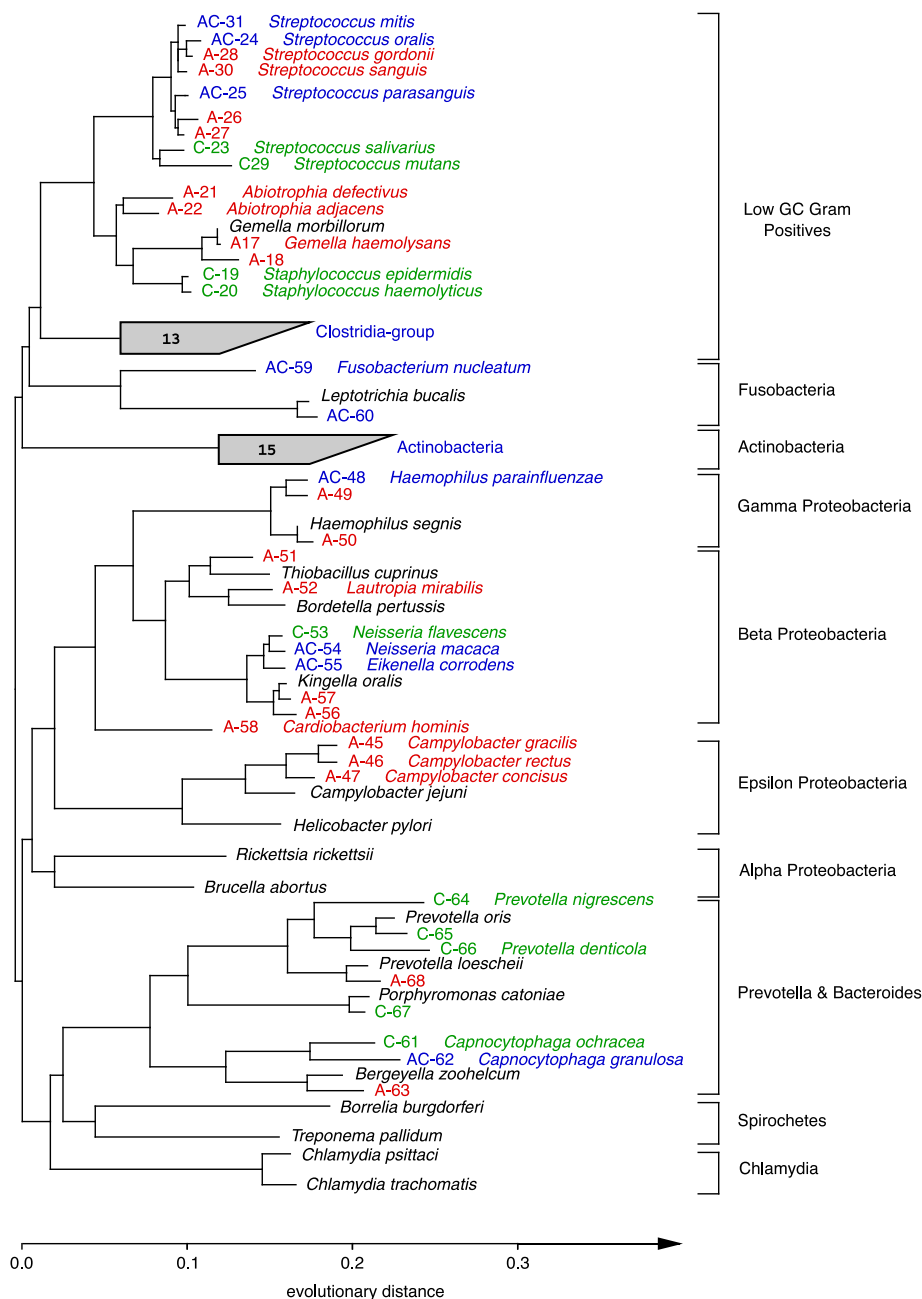 AC-31 Streptococcus mitis
AC-24 Streptococcus oralis
A-28 Streptococcus gordonii
A-30 Streptococcus sanguis
AC-25 Streptococcus parasanguis
A-26
A-27
C-23 Streptococcus salivarius
C29 Streptococcus mutans
A-21 Abiotrophia defectivus
A-22 Abiotrophia adjacens
Gemella morbillorum
A17 Gemella haemolysans
A-18
C-19 Staphylococcus epidermidis
C-20 Staphylococcus haemolyticus
13 Clostridia-group
Low GC Gram
Positives
AC-59 Fusobacterium nucleatum
Leptotrichia bucalis
AC-60
Fusobacteria
15 Actinobacteria
Actinobacteria
AC-48 Haemophilus parainfluenzae
A-49
Haemophilus segnis
A-50
Gamma Proteobacteria
A-51
Thiobacillus cuprinus
A-52 Lautropia mirabilis
Bordetella pertussis
C-53 Neisseria flavescens
AC-54 Neisseria macaca
AC-55 Eikenella corrodens
Kingella oralis
A-57
A-56
Beta Proteobacteria
A-58 Cardiobacterium hominis
A-45 Campylobacter gracilis
A-46 Campylobacter rectus
A-47 Campylobacter concisus
Campylobacter jejuni
Helicobacter pylori
Epsilon Proteobacteria
Rickettsia rickettsii
Brucella abortus
Alpha Proteobacteria
C-64 Prevotella nigrescens
Prevotella oris
C-65
C-66 Prevotella denticola
Prevotella loescheii
A-68
Porphyromonas catoniae
C-67
C-61 Capnocytophaga ochracea
AC-62 Capnocytophaga granulosa
Bergeyella zoohelcum
A-63
Prevotella & Bacteroides
Borrelia burgdorferi
Treponema pallidum
Spirochetes
Chlamydia psittaci
Chlamydia trachomatis
Chlamydia
0.0 0.1 0.2 0.3
evolutionary distance